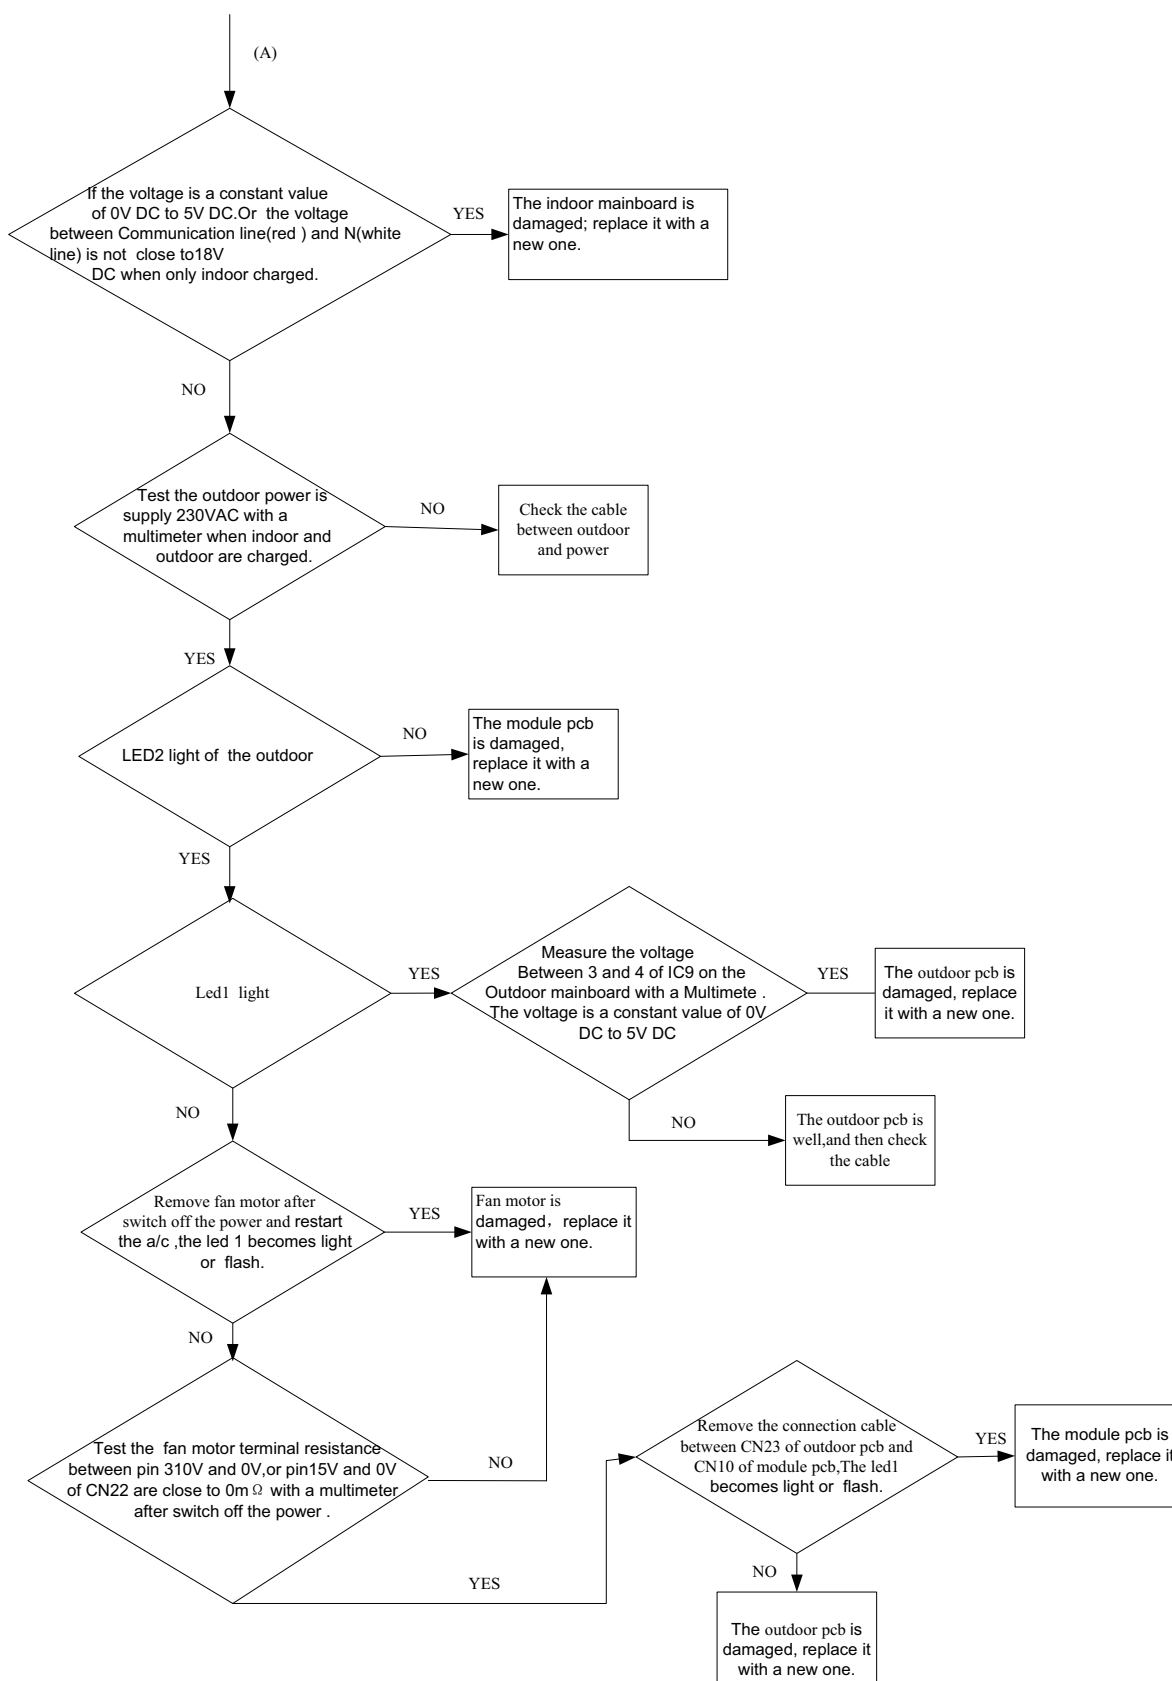 (A)
If the voltage is a constant value
of 0V DC to 5V DC.Or the voltage
between Communication line(red ) and N(white
line) is not close to18V
DC when only indoor charged.
YES
The indoor mainboard is
damaged; replace it with a
new one.
NO
Test the outdoor power is
supply 230VAC with a
multimeter when indoor and
outdoor are charged.
NO
Check the cable
between outdoor
and power
YES
LED2 light of the outdoor
NO
The module pcb
is damaged,
replace it with a
new one.
YES
Led1 light
YES
Measure the voltage
Between 3 and 4 of IC9 on the
Outdoor mainboard with a Multimete .
The voltage is a constant value of 0V
DC to 5V DC
YES
The outdoor pcb is
damaged, replace
it with a new one.
NO
The outdoor pcb is
well,and then check
the cable
NO
Remove fan motor after
switch off the power and restart
the a/c ,the led 1 becomes light
or flash.
YES
Fan motor is
damaged，replace it
with a new one.
NO
Test the fan motor terminal resistance
between pin 310V and 0V,or pin15V and 0V
of CN22 are close to 0mΩ with a multimeter
after switch off the power .
NO
YES
Remove the connection cable
between CN23 of outdoor pcb and
CN10 of module pcb,The led1
becomes light or flash.
YES
The module pcb is
damaged, replace it
with a new one.
NO
The outdoor pcb is
damaged, replace it
with a new one.